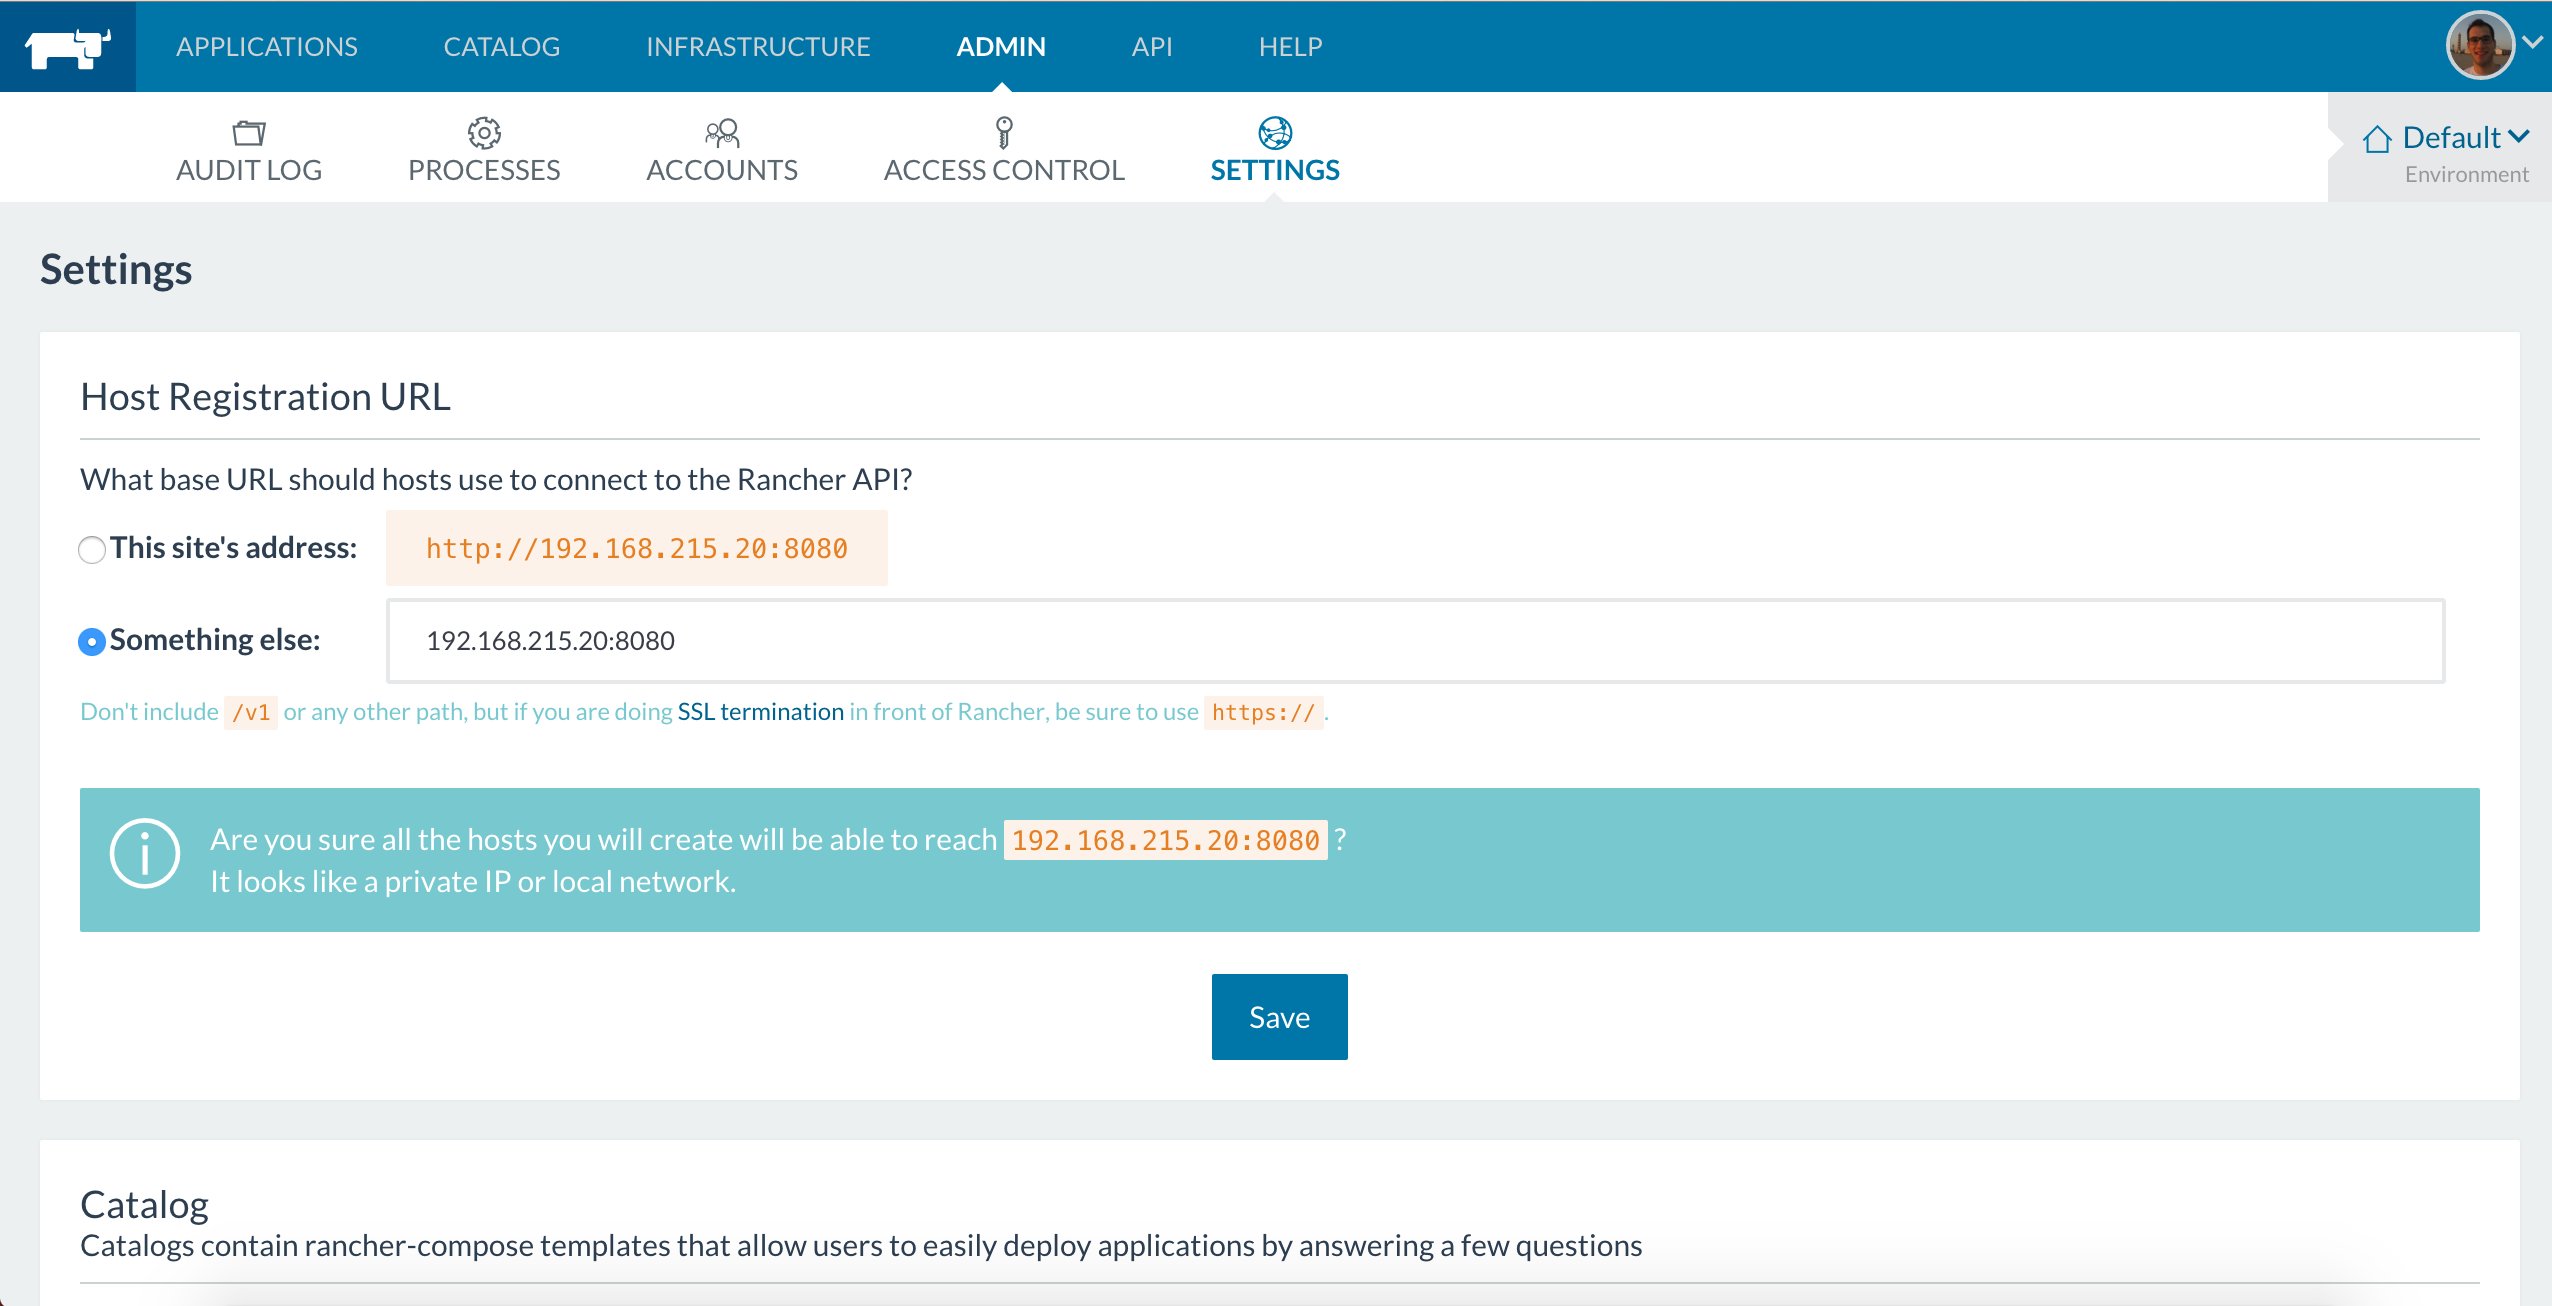 APPLICATIONS CATALOG INFRASTRUCTURE ADMIN API HELP
AUDIT LOG PROCESSES ACCOUNTS ACCESS CONTROL SETTINGS
Default
Environment
Settings
Host Registration URL
What base URL should hosts use to connect to the Rancher API?
This site's address: http://192.168.215.20:8080
Something else: 192.168.215.20:8080
Don't include /v1 or any other path, but if you are doing SSL termination in front of Rancher, be sure to use https:// .
Are you sure all the hosts you will create will be able to reach 192.168.215.20:8080 ?
It looks like a private IP or local network.
Save
Catalog
Catalogs contain rancher-compose templates that allow users to easily deploy applications by answering a few questions